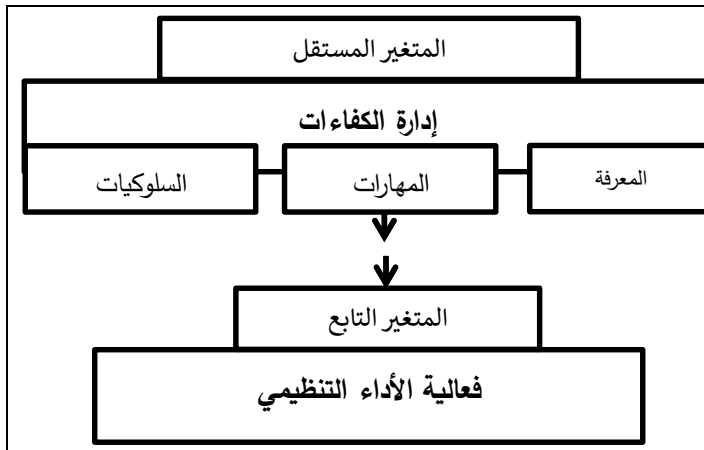 المتغير المستقل
إدارة الكفاءات
المعرفة
المهارات
السلوكيات
المتغير التابع
فعالية الأداء التنظيمي